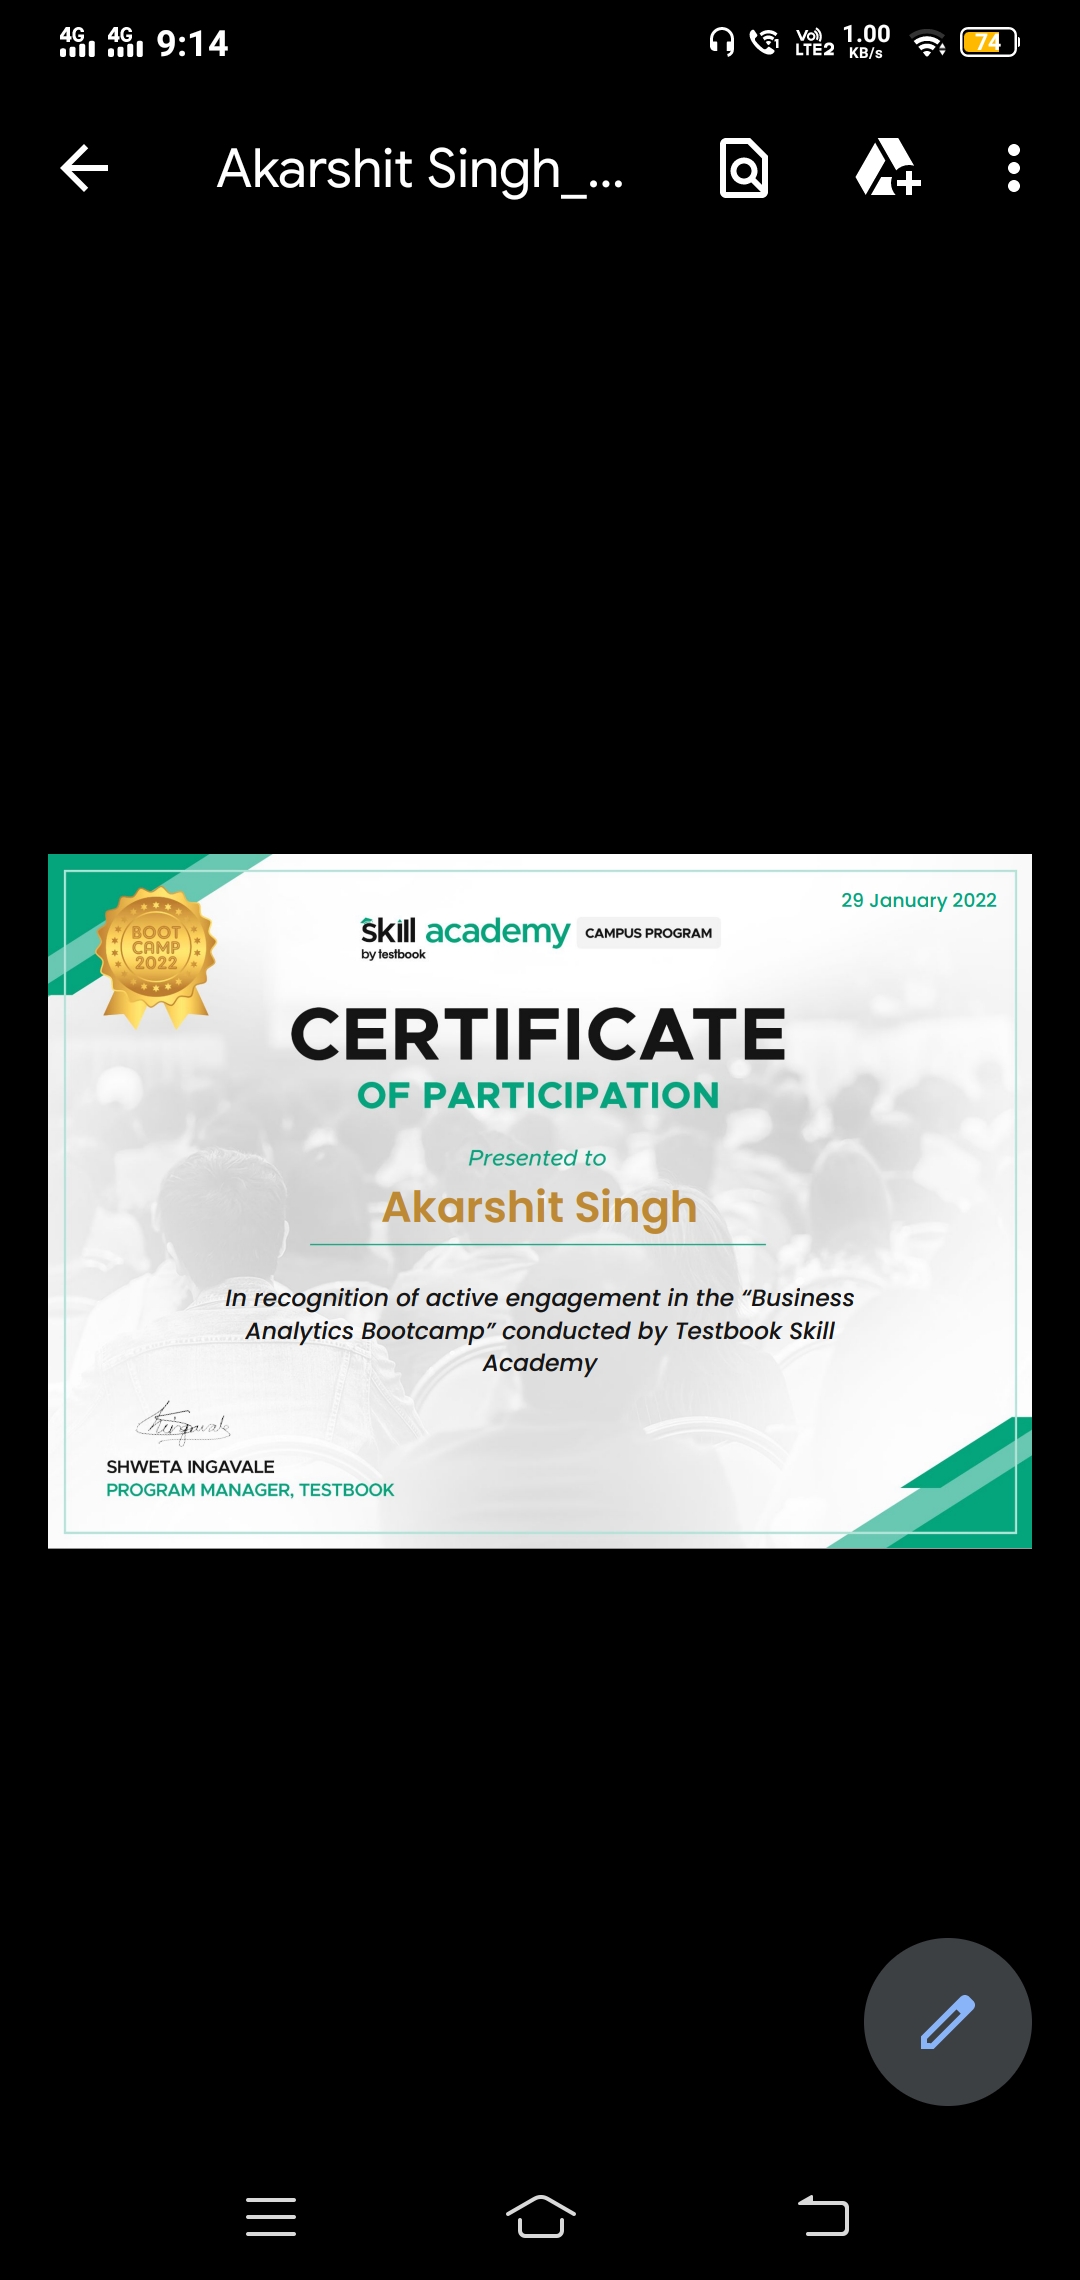 4G 4G 9:14 Vo)) LTE2 1.00 KB/s 74
Akarshit Singh_...
29 January 2022
BOOT
CAMP
2022
skill academy CAMPUS PROGRAM
by testbook
CERTIFICATE
OF PARTICIPATION
Presented to
Akarshit Singh
In recognition of active engagement in the “Business
Analytics Bootcamp” conducted by Testbook Skill
Academy
SHWETA INGAVALE
PROGRAM MANAGER, TESTBOOK